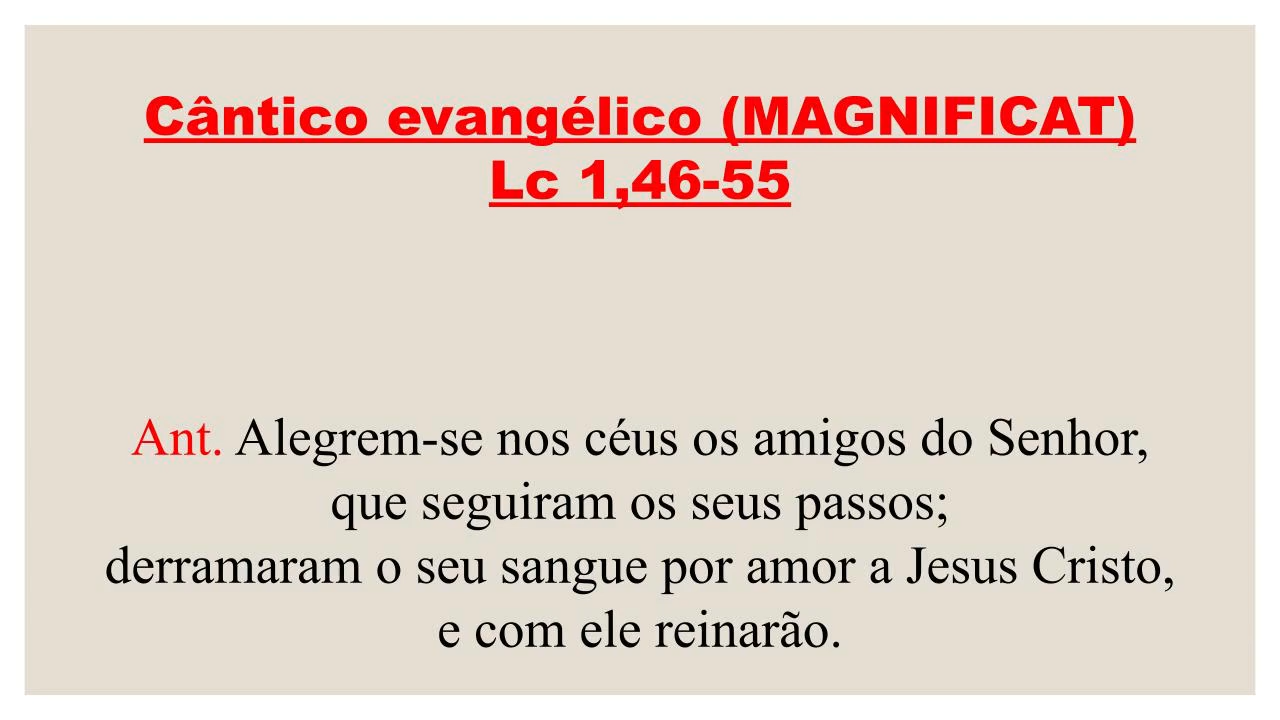 Cântico evangélico (MAGNIFICAT)
Lc 1,46-55
Ant. Alegrem-se nos céus os amigos do Senhor,
que seguiram os seus passos;
derramaram o seu sangue por amor a Jesus Cristo,
e com ele reinarão.